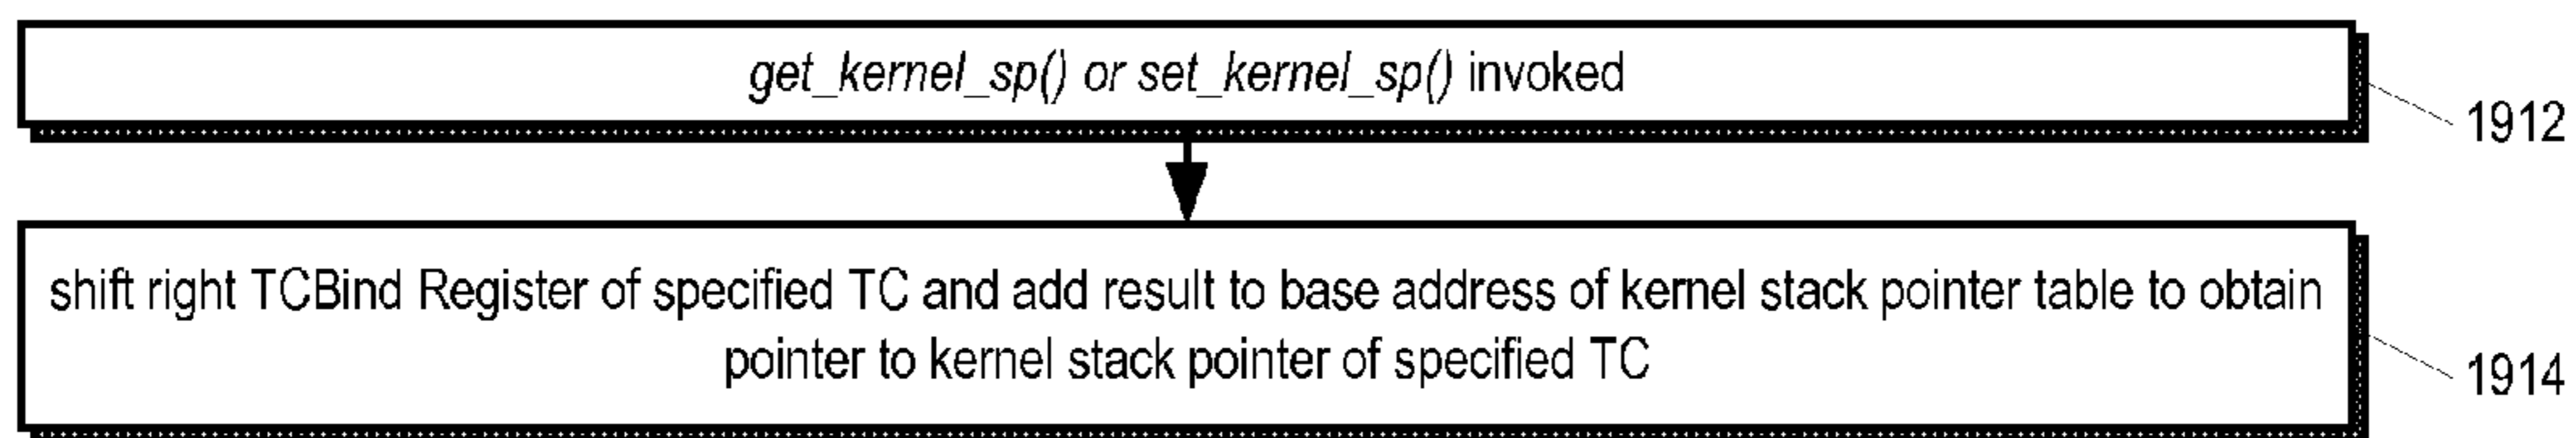 get_kernel_sp() or set_kernel_sp() invoked
1912
shift right TCBind Register of specified TC and add result to base address of kernel stack pointer table to obtain
pointer to kernel stack pointer of specified TC
1914